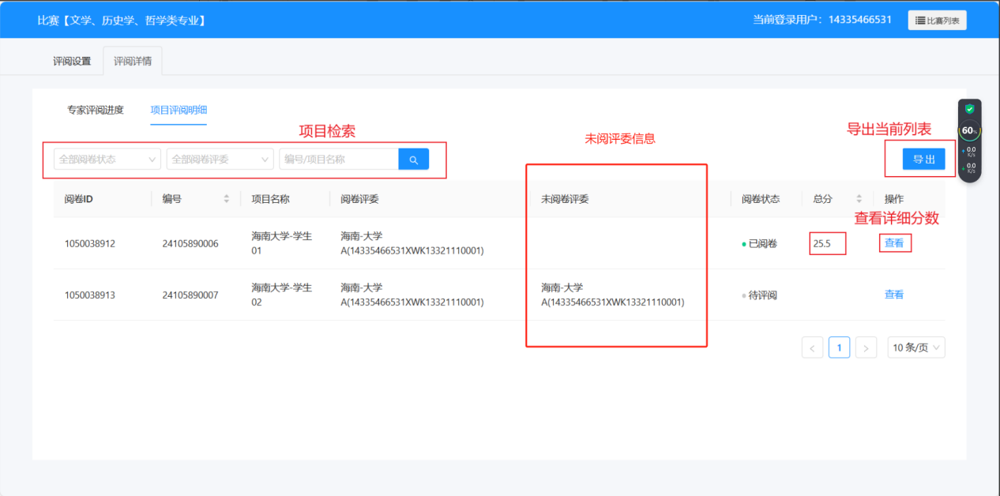 比赛【文学、历史学、哲学类专业】
当前登录用户：14335466531
比赛列表
评阅设置
评阅详情
专家评阅进度
项目评阅明细
项目检索
未阅评委信息
导出当前列表
全部阅卷状态
全部阅卷评委
编号/项目名称
导出
60%
0.0
K/s
0.0
K/s
阅卷ID
编号
项目名称
阅卷评委
未阅卷评委
阅卷状态
总分
操作
查看详细分数
1050038912
24105890006
海南大学-学生
01
海南-大学
A(14335466531XWK13321110001)
已阅卷
25.5
查看
1050038913
24105890007
海南大学-学生
02
海南-大学
A(14335466531XWK13321110001)
海南-大学
A(14335466531XWK13321110001)
待评阅
查看
<
1
>
10 条/页